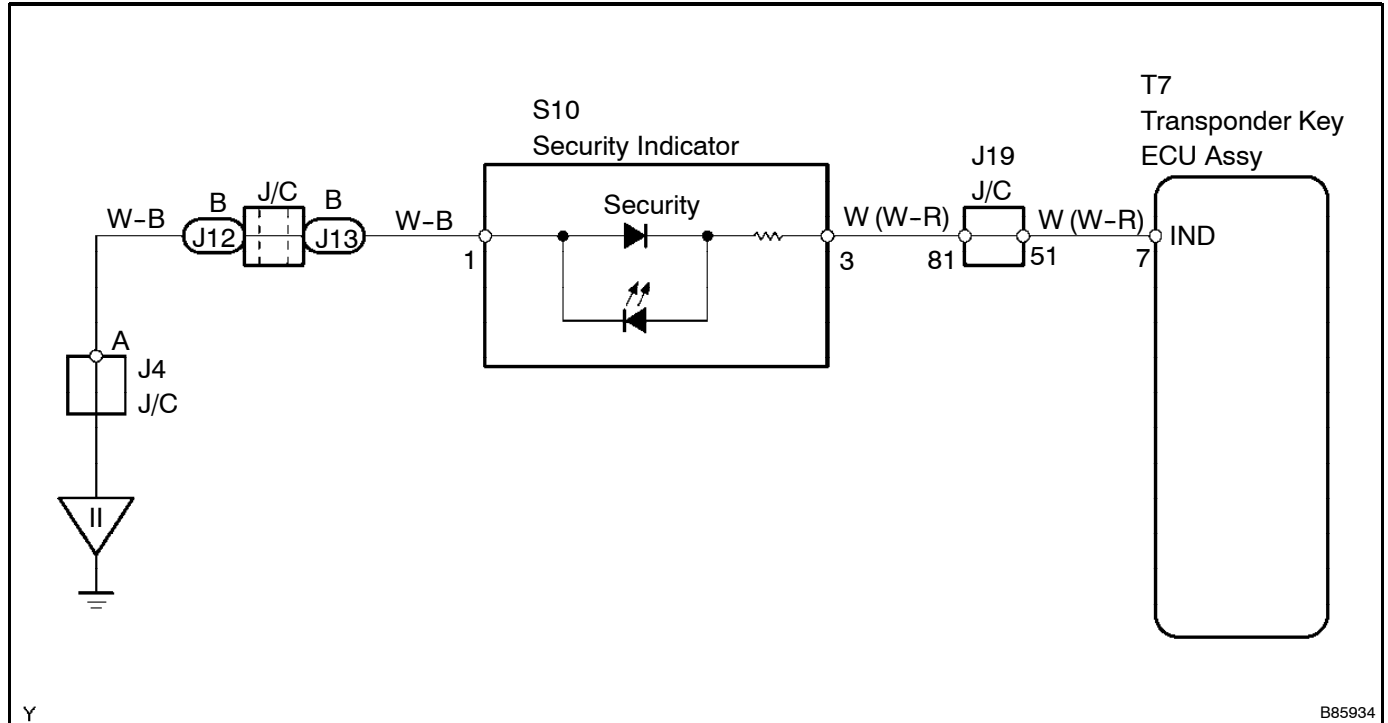 T7
Transponder Key
ECU Assy
S10
Security Indicator
J19
J/C
J/C
B
B
W-B
J12
J13
W-B
Security
W (W-R)
W (W-R)
IND
1
3
81
51
7
A
J4
J/C
II
Y
B85934